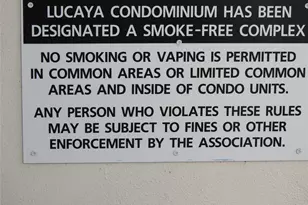 LUCAYA CONDOMINIUM HAS BEEN
DESIGNATED A SMOKE-FREE COMPLEX
NO SMOKING OR VAPING IS PERMITTED
IN COMMON AREAS OR LIMITED COMMON
AREAS AND INSIDE OF CONDO UNITS.
ANY PERSON WHO VIOLATES THESE RULES
MAY BE SUBJECT TO FINES OR OTHER
ENFORCEMENT BY THE ASSOCIATION.